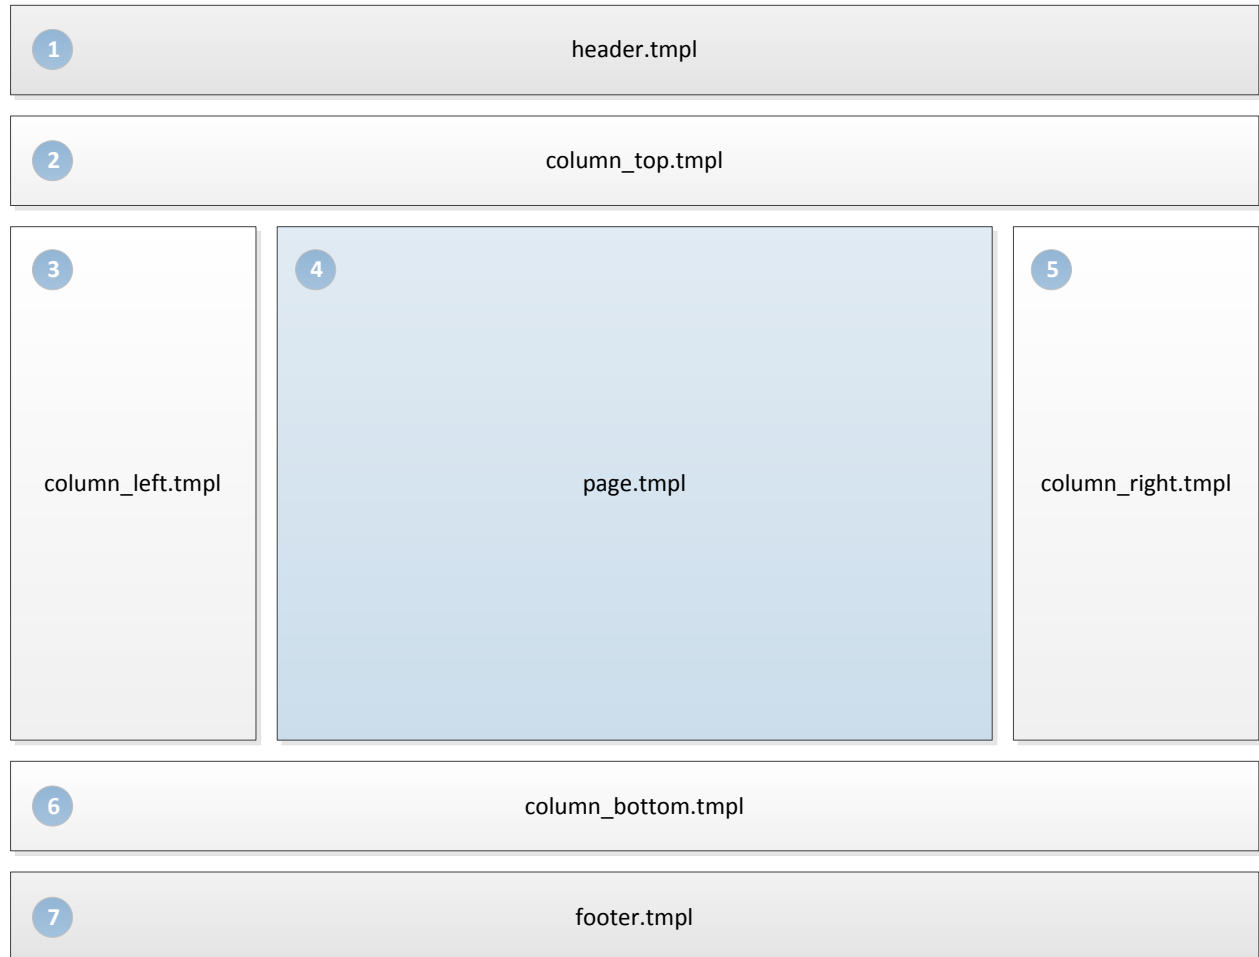 1
header.tmpl
2
column_top.tmpl
3
column_left.tmpl
4
page.tmpl
5
column_right.tmpl
6
column_bottom.tmpl
7
footer.tmpl